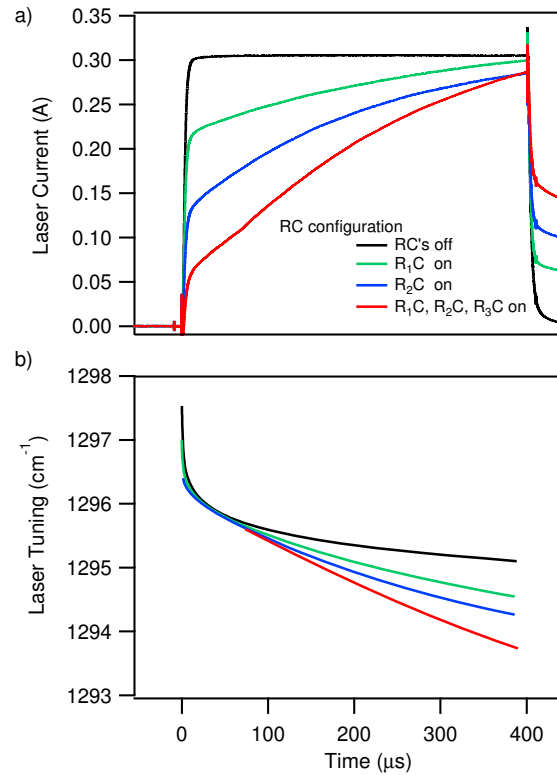 a)
0.35
0.30
0.25
0.20
0.15
0.10
0.05
0.00
Laser Current (A)
RC configuration
RC's off
R₁C on
R₂C on
R₁C, R₂C, R₃C on
b)
1298
1297
1296
1295
1294
1293
Laser Tuning (cm⁻¹)
0 100 200 300 400
Time (μs)